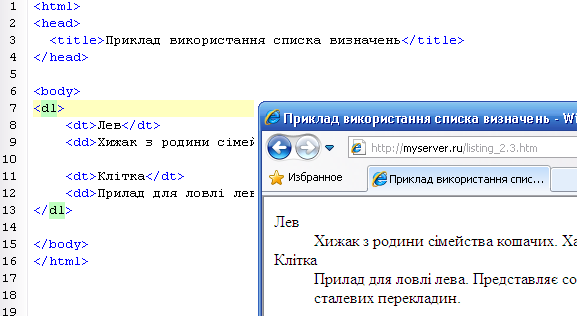 1 <html>
2 <head>
3 <title>Приклад використання списка визначень</title>
4 </head>
5
6 <body>
7 <dl>
8 <dt>Лев</dt>
9 <dd>Хижак з родини сімей
10
11 <dt>Клітка</dt>
12 <dd>Прилад для ловлі лев
13 </dl>
14
15 </body>
16 </html>
17
18
19
Приклад використання списка визначень - Wi
http://myserver.ru/listing_2.3.htm
Избранное
Приклад використання спис...
Лев
Хижак з родини сімейства кошачих. Ха
Клітка
Прилад для ловлі лева. Представляє со
сталевих перекладин.